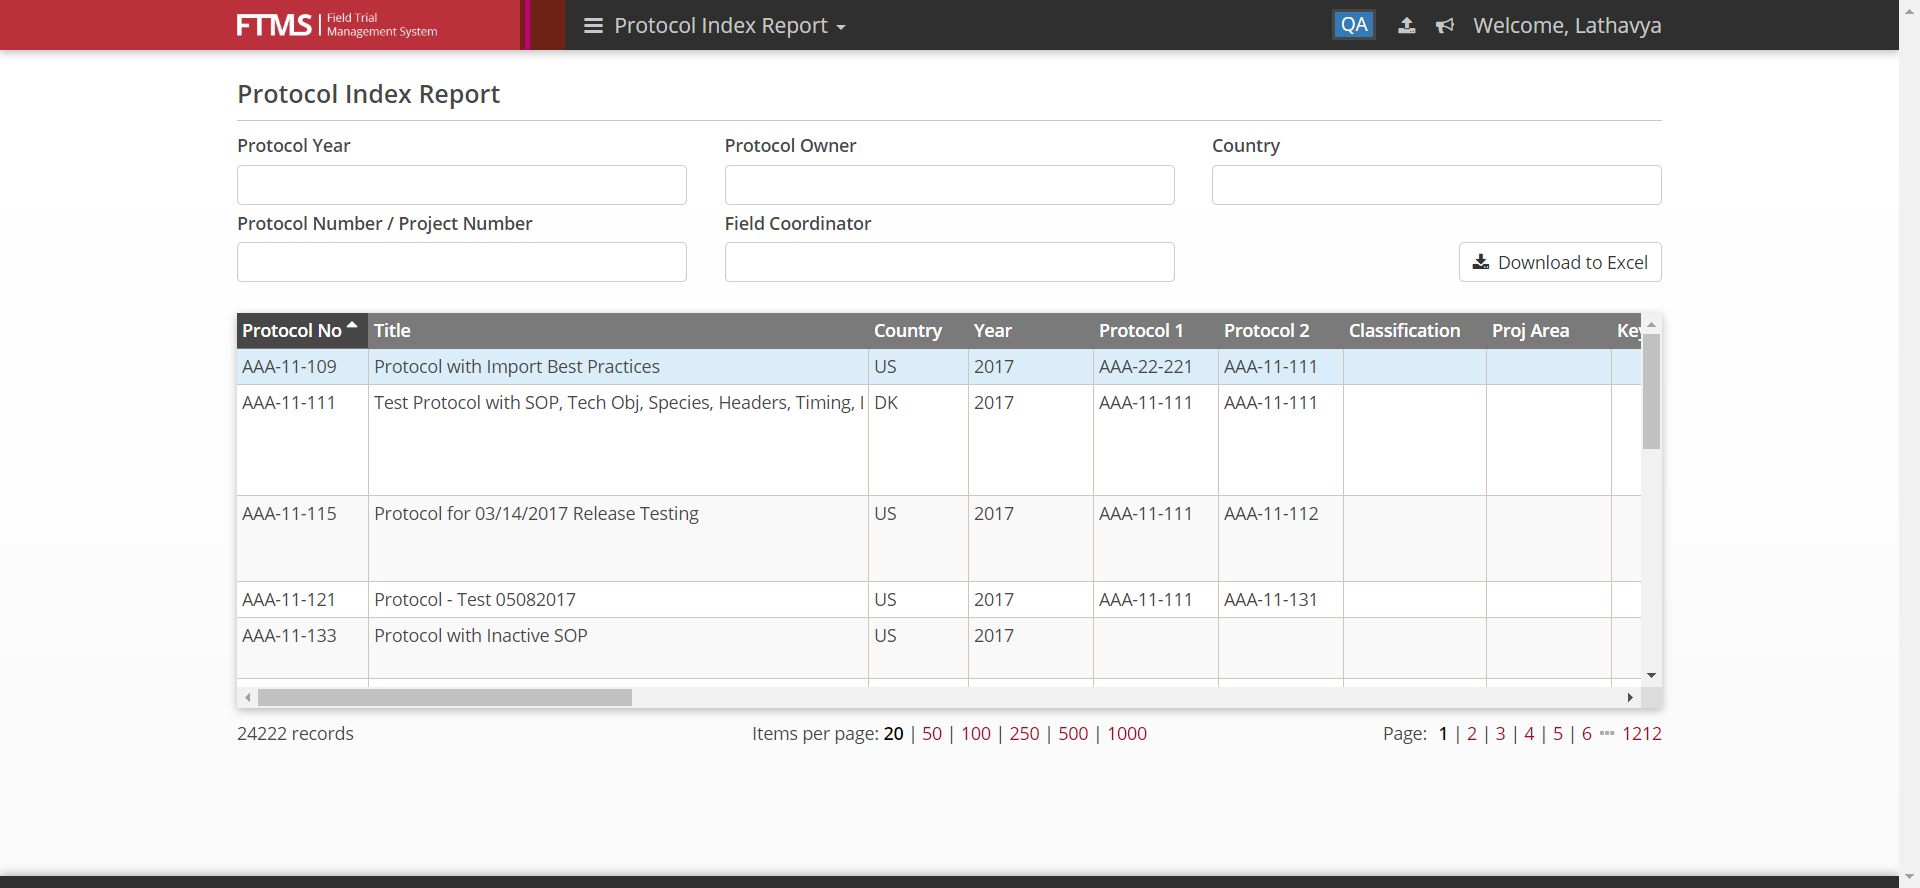 FTMS Field Trial Management System
Protocol Index Report
QA
Welcome, Lathavya
Protocol Index Report
Protocol Year
Protocol Owner
Country
Protocol Number / Project Number
Field Coordinator
Download to Excel
Protocol No Title Country Year Protocol 1 Protocol 2 Classification Proj Area
AAA-11-109 Protocol with Import Best Practices US 2017 AAA-22-221 AAA-11-111
AAA-11-111 Test Protocol with SOP, Tech Obj, Species, Headers, Timing, DK 2017 AAA-11-111 AAA-11-111
AAA-11-115 Protocol for 03/14/2017 Release Testing US 2017 AAA-11-111 AAA-11-112
AAA-11-121 Protocol - Test 05082017 US 2017 AAA-11-111 AAA-11-131
AAA-11-133 Protocol with Inactive SOP US 2017
24222 records
Items per page: 20 | 50 | 100 | 250 | 500 | 1000
Page: 1 | 2 | 3 | 4 | 5 | 6 ... 1212